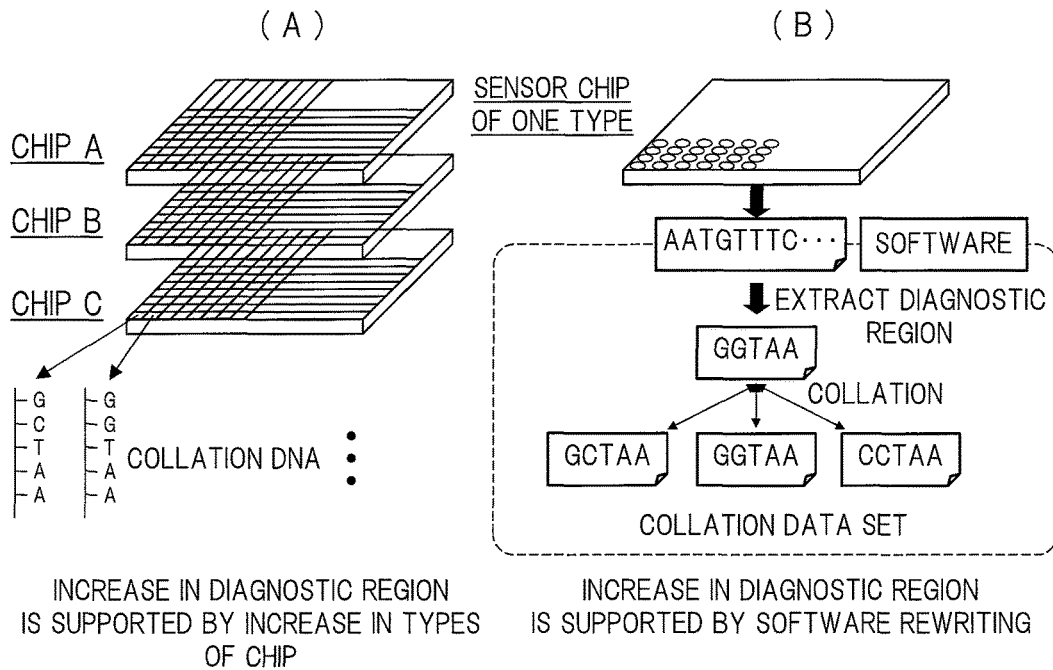 (A)
CHIP A
CHIP B
CHIP C
G
C
T
A
A
G
G
T
A
A
COLLATION DNA
INCREASE IN DIAGNOSTIC REGION
IS SUPPORTED BY INCREASE IN TYPES
OF CHIP
(B)
SENSOR CHIP
OF ONE TYPE
AATGTTTC···
SOFTWARE
EXTRACT DIAGNOSTIC
REGION
GGTAA
COLLATION
GCTAA
GGTAA
CCTAA
COLLATION DATA SET
INCREASE IN DIAGNOSTIC REGION
IS SUPPORTED BY SOFTWARE REWRITING